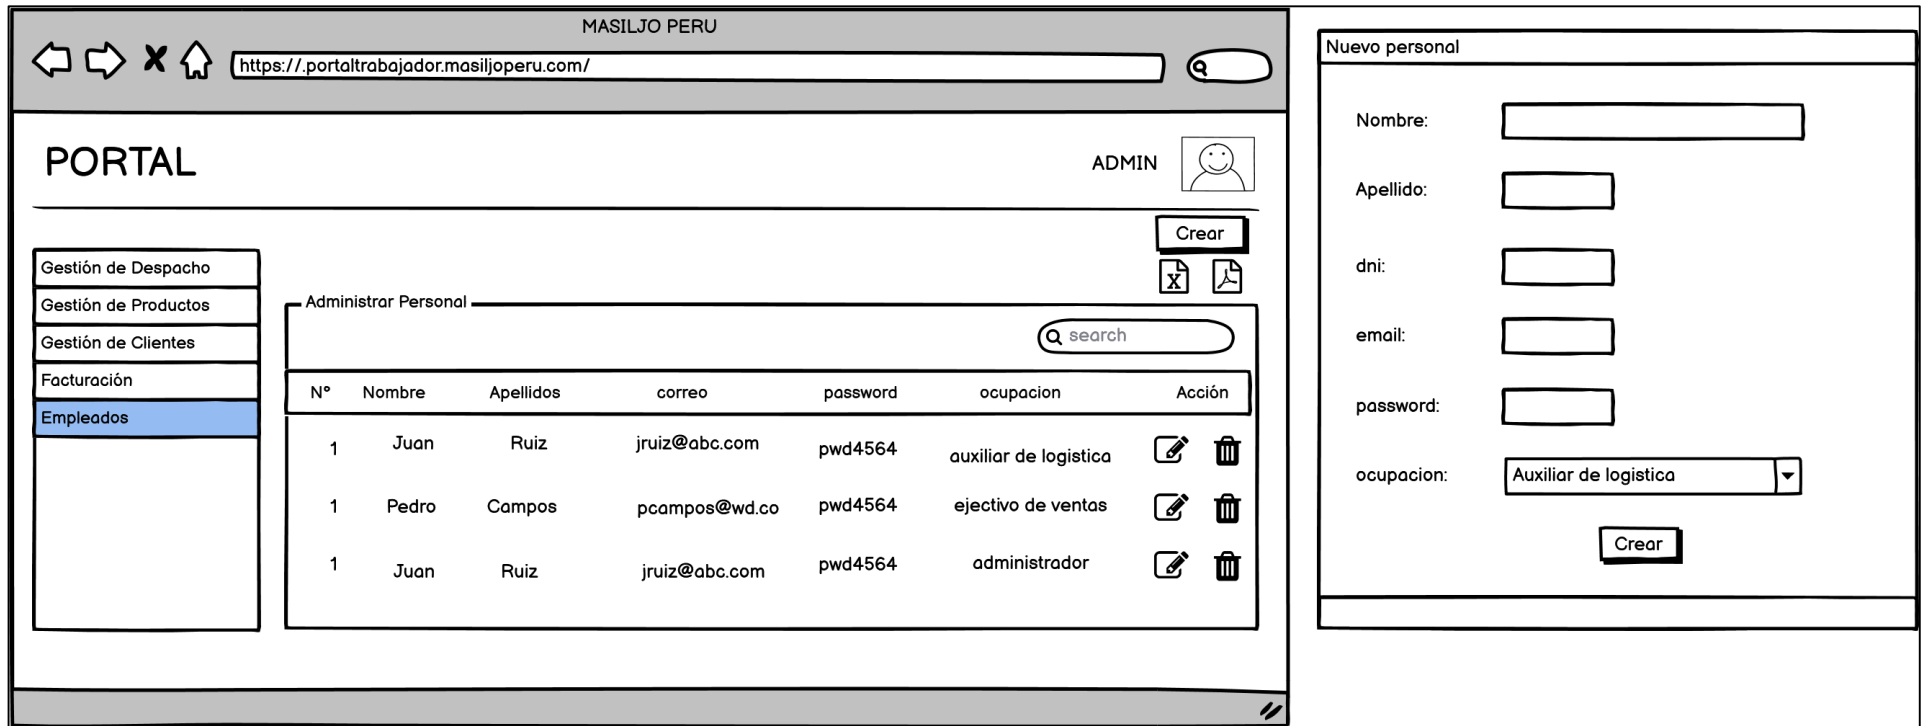 MASILJO PERU
https://.portaltrabajador.masiljoperu.com/
PORTAL
ADMIN
Crear
X
Gestión de Despacho
Gestión de Productos
Gestión de Clientes
Facturación
Empleados
Administrar Personal
search
N° Nombre Apellidos correo password ocupacion Acción
1 Juan Ruiz jruiz@abc.com pwd4564 auxiliar de logistica
1 Pedro Campos pcampos@wd.co pwd4564 ejectivo de ventas
1 Juan Ruiz jruiz@abc.com pwd4564 administrador
Nuevo personal
Nombre:
Apellido:
dni:
email:
password:
ocupacion: Auxiliar de logistica
Crear